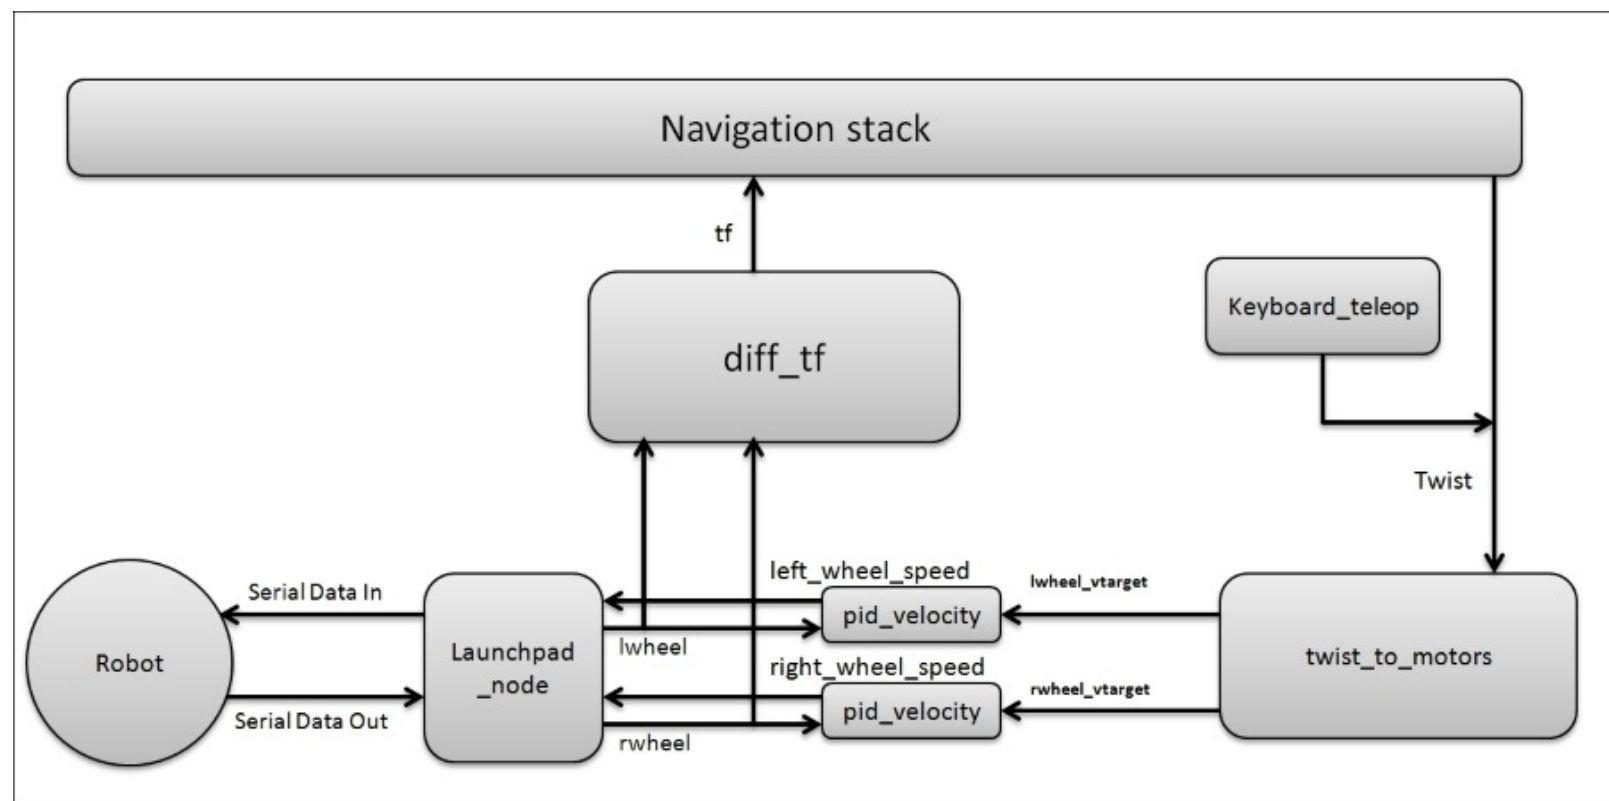 Navigation stack
tf
Keyboard_teleop
diff_tf
Twist
left_wheel_speed
lwheel_vtarget
Serial Data In
pid_velocity
lwheel
Launchpad
_node
Robot
twist_to_motors
right_wheel_speed
rwheel_vtarget
pid_velocity
Serial Data Out
rwheel